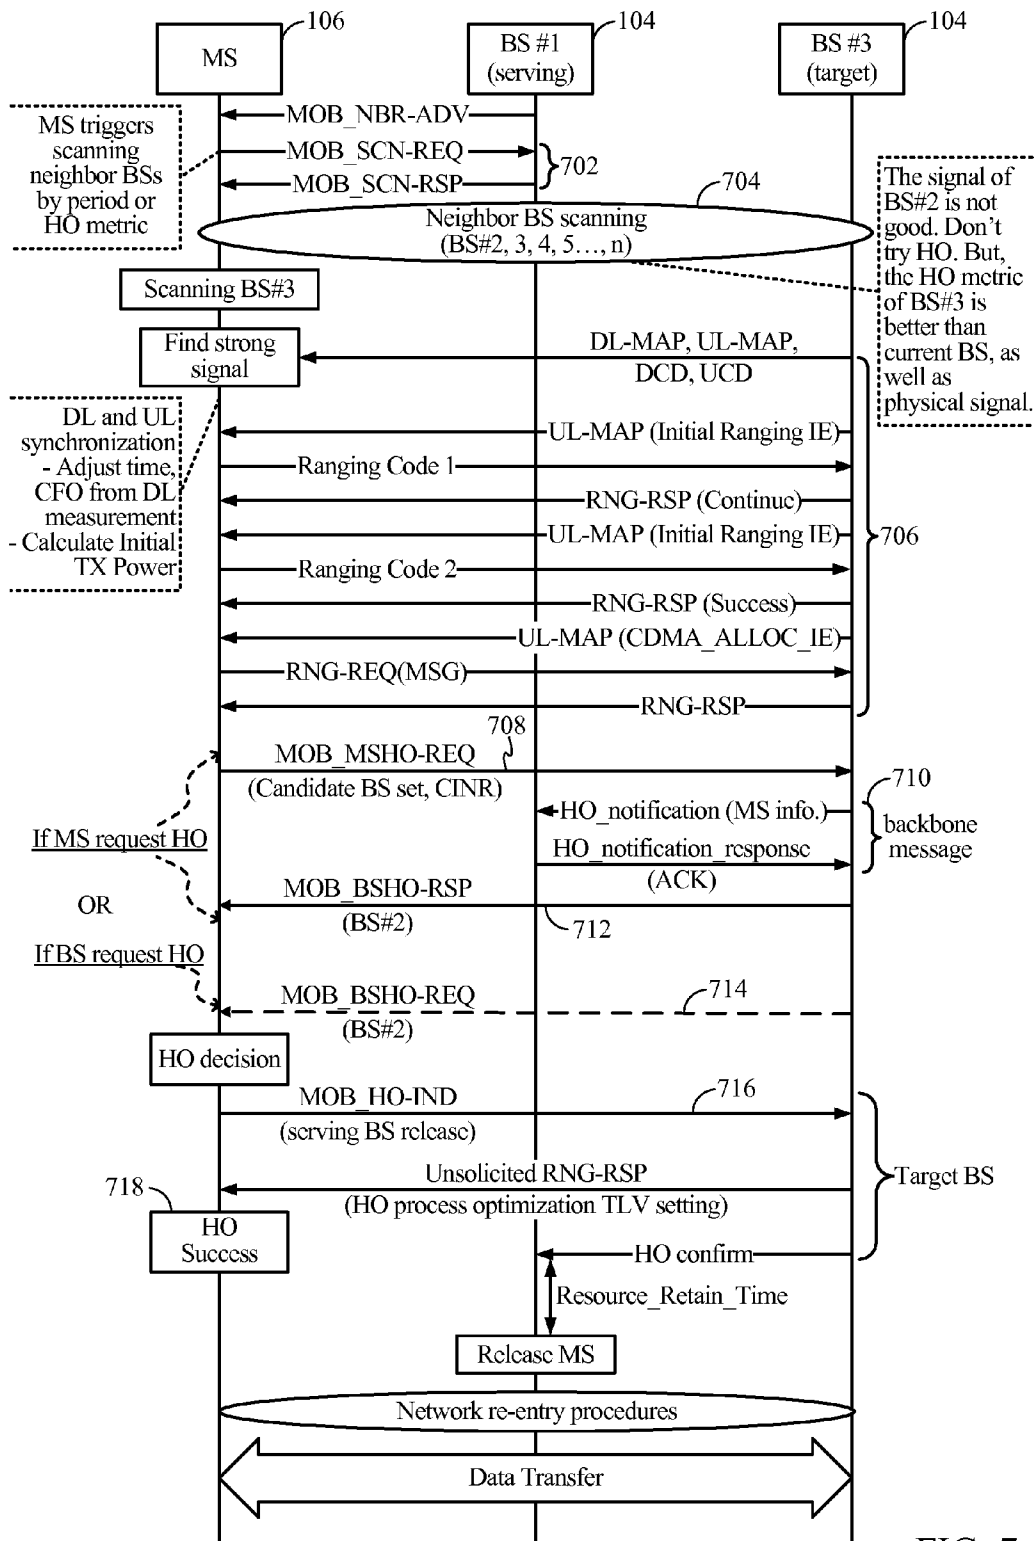 106
104
104
MS
BS #1
(serving)
BS #3
(target)
MOB_NBR-ADV
MS triggers
scanning
neighbor BSs
by period or
HO metric
MOB_SCN-REQ
702
MOB_SCN-RSP
704
Neighbor BS scanning
(BS#2, 3, 4, 5…, n)
The signal of
BS#2 is not
good. Don't
try HO. But,
the HO metric
of BS#3 is
better than
current BS, as
well as
physical signal.
Scanning BS#3
Find strong
signal
DL-MAP, UL-MAP,
DCD, UCD
DL and UL
synchronization
- Adjust time,
CFO from DL
measurement
- Calculate Initial
TX Power
UL-MAP (Initial Ranging IE)
Ranging Code 1
RNG-RSP (Continue)
UL-MAP (Initial Ranging IE)
706
Ranging Code 2
RNG-RSP (Success)
UL-MAP (CDMA_ALLOC_IE)
RNG-REQ(MSG)
RNG-RSP
708
MOB_MSHO-REQ
(Candidate BS set, CINR)
710
HO_notification (MS info.)
backbone
message
If MS request HO
HO_notification_response
(ACK)
MOB_BSHO-RSP
(BS#2)
712
OR
If BS request HO
MOB_BSHO-REQ
(BS#2)
714
HO decision
MOB_HO-IND
(serving BS release)
716
Unsolicited RNG-RSP
(HO process optimization TLV setting)
Target BS
718
HO
Success
HO confirm
Resource_Retain_Time
Release MS
Network re-entry procedures
Data Transfer